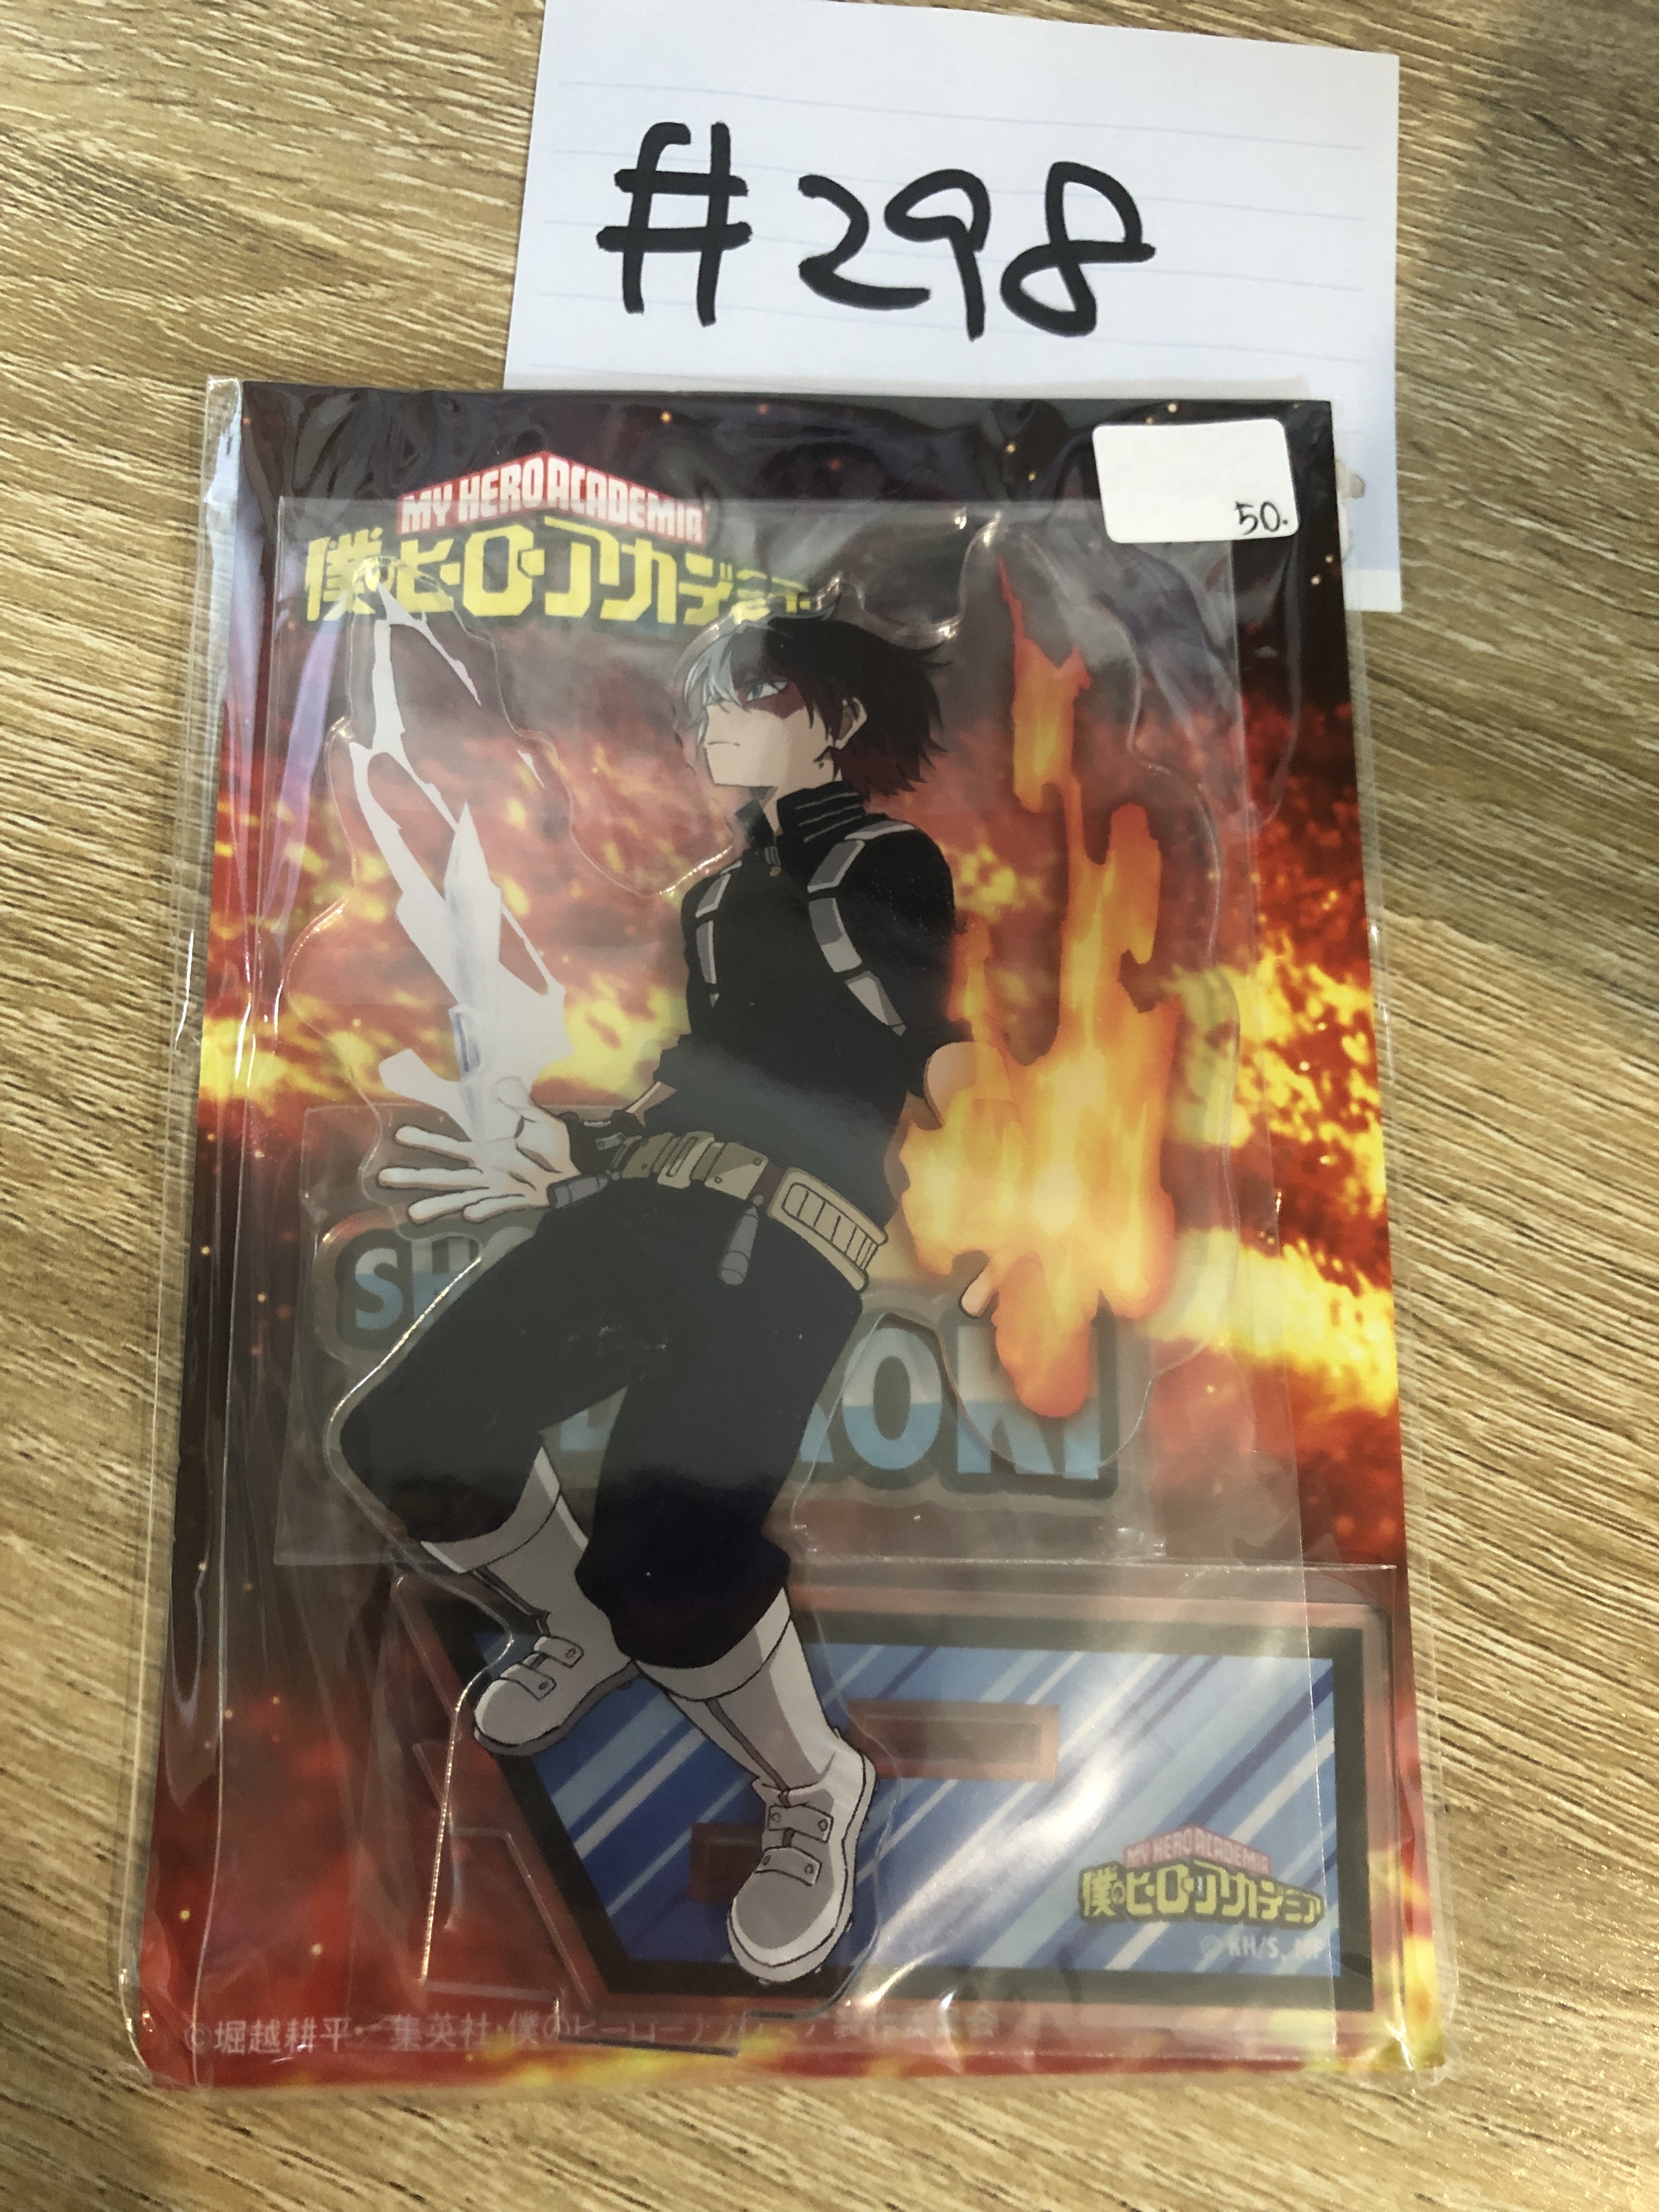 #298
50.
MY HERO ACADEMIA
僕のヒーローアカデミア
MY HERO ACADEMIA
僕のヒーローアカデミア
© KH/S, MP
©堀越耕平/集英社・僕のヒーローアカデミア製作委員会